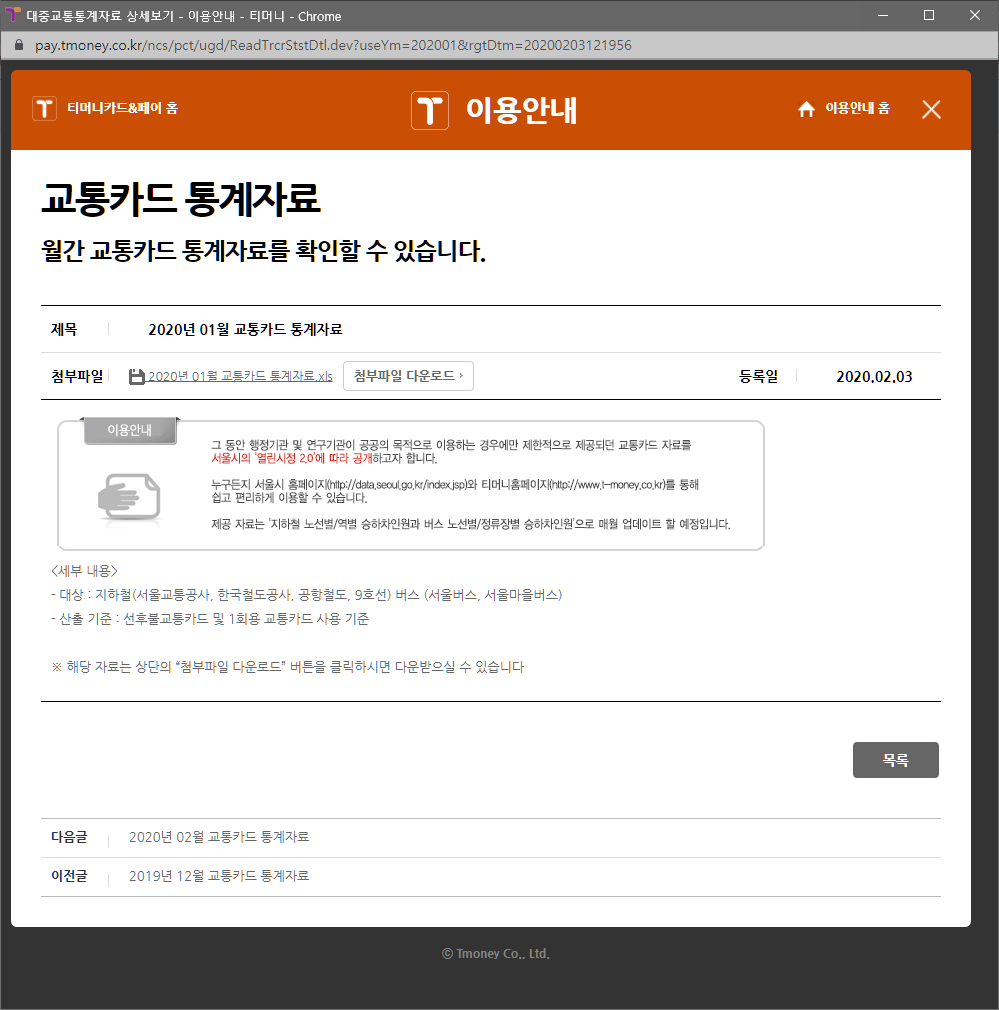 대중교통통계자료 상세보기 - 이용안내 - 티머니 - Chrome
pay.tmoney.co.kr/ncs/pct/ugd/ReadTrcrStstDtl.dev?useYm=202001&rgtDtm=20200203121956
티머니카드&페이 홈
이용안내
이용안내 홈
교통카드 통계자료
월간 교통카드 통계자료를 확인할 수 있습니다.
제목 2020년 01월 교통카드 통계자료
첨부파일 2020년 01월 교통카드 통계자료.xls 첨부파일 다운로드 › 등록일 2020.02.03
이용안내
그 동안 행정기관 및 연구기관이 공공의 목적으로 이용하는 경우에만 제한적으로 제공되던 교통카드 자료를
서울시의 '열린시정 2.0'에 따라 공개하고자 합니다.
누구든지 서울시 홈페이지(http://data.seoul.go.kr/index.jsp)와 티머니홈페이지(http://www.t-money.co.kr)를 통해
쉽고 편리하게 이용할 수 있습니다.
제공 자료는 '지하철 노선별/역별 승하차인원과 버스 노선별/정류장별 승하차인원'으로 매월 업데이트 할 예정입니다.
<세부 내용>
- 대상 : 지하철(서울교통공사, 한국철도공사, 공항철도, 9호선) 버스 (서울버스, 서울마을버스)
- 산출 기준 : 선후불교통카드 및 1회용 교통카드 사용 기준
※ 해당 자료는 상단의 “첨부파일 다운로드” 버튼을 클릭하시면 다운받으실 수 있습니다
목록
다음글 2020년 02월 교통카드 통계자료
이전글 2019년 12월 교통카드 통계자료
ⓒ Tmoney Co., Ltd.